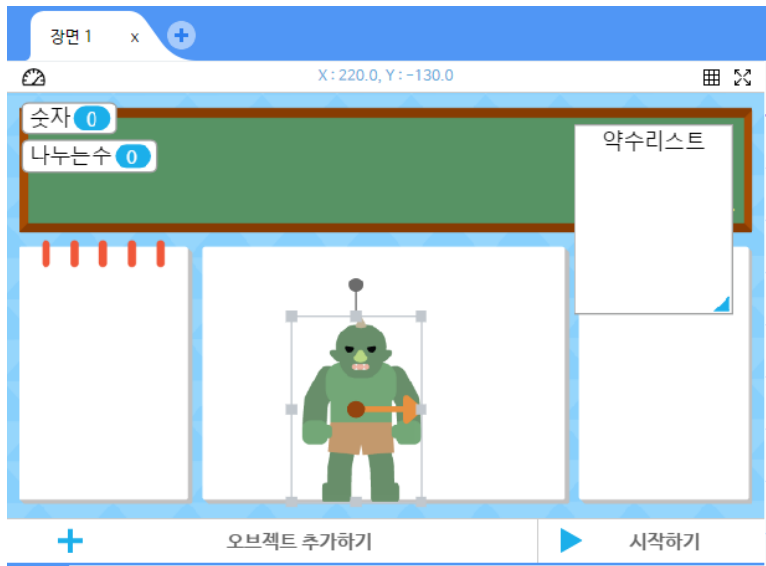 장면 1 x
X : 220.0, Y : -130.0
숫자 0
나누는수 0
약수리스트
오브젝트 추가하기
시작하기